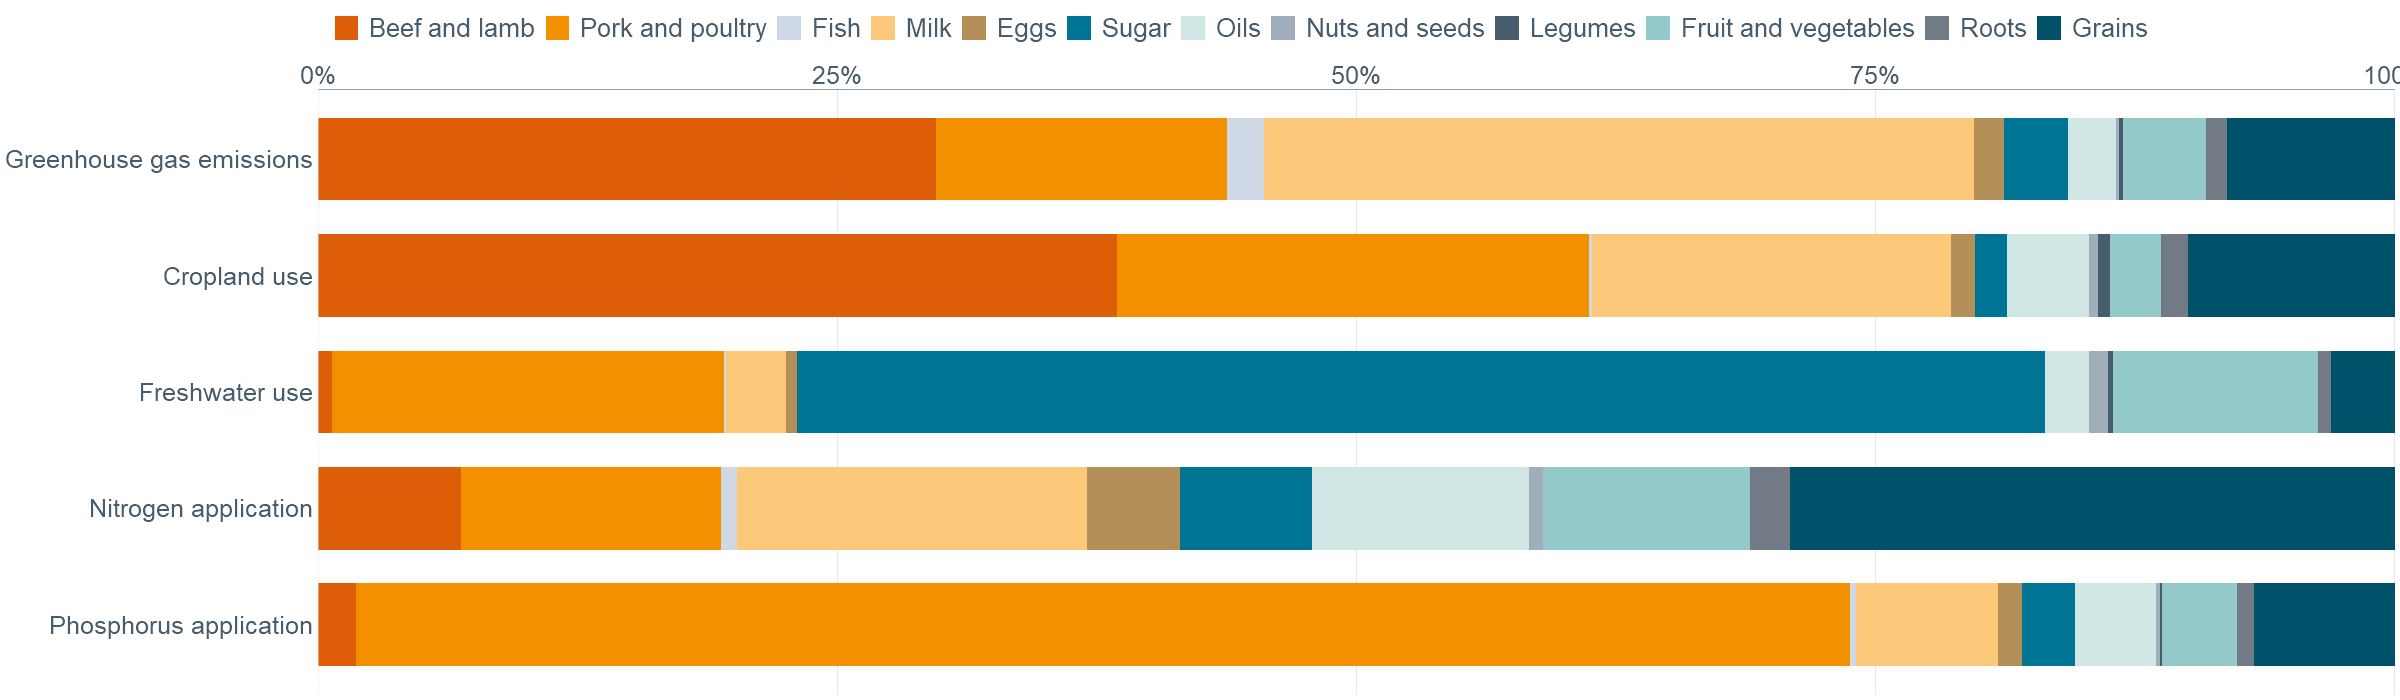 Beef and lamb Pork and poultry Fish Milk Eggs Sugar Oils Nuts and seeds Legumes Fruit and vegetables Roots Grains
0% 25% 50% 75% 100
Greenhouse gas emissions
Cropland use
Freshwater use
Nitrogen application
Phosphorus application